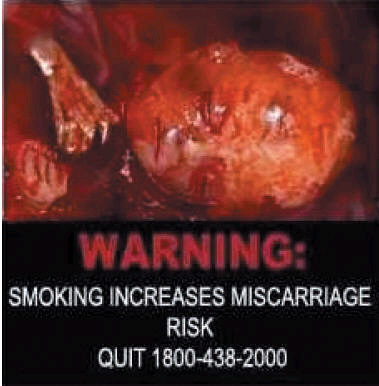 WARNING:
SMOKING INCREASES MISCARRIAGE
RISK
QUIT 1800-438-2000